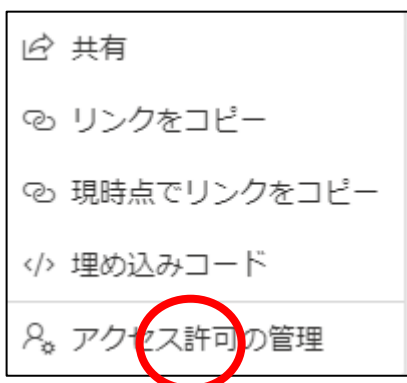 共有
リンクをコピー
現時点でリンクをコピー
埋め込みコード
アクセス許可の管理